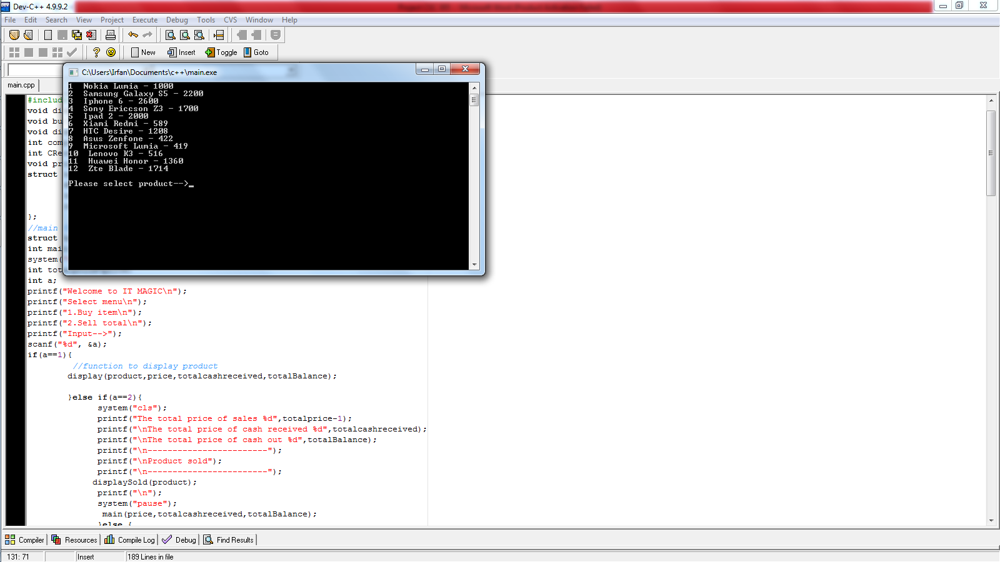 Dev-C++ 4.9.9.2
File Edit Search View Project Execute Debug Tools CVS Window Help
New Insert Toggle Goto
C:\Users\Irfan\Documents\c++\main.exe
main.cpp
1  Nokia Lumia - 1000
2  Samsung Galaxy S5 - 2200
3  Iphone 6 - 2600
4  Sony Ericcson Z3 - 1700
5  Ipad 2 - 2000
6  Xiami Redmi - 589
7  HTC Desire - 1208
8  Asus Zenfone - 422
9  Microsoft Lumia - 419
10  Lenovo K3 - 516
11  Huawei Honor - 1360
12  Zte Blade - 1714
Please select product-->_
#includ
void di
void bu
void di
int com
int CRe
void pr
struct
};
//main
struct
int mai
system(
int tot
int a;
printf("Welcome to IT MAGIC\n");
printf("Select menu\n");
printf("1.Buy item\n");
printf("2.Sell total\n");
printf("Input-->");
scanf("%d", &a);
if(a==1){
//function to display product
display(product,price,totalcashreceived,totalBalance);
}else if(a==2){
system("cls");
printf("The total price of sales %d",totalprice-1);
printf("\nThe total price of cash received %d",totalcashreceived);
printf("\nThe total price of cash out %d",totalBalance);
printf("\n------------------------");
printf("\nProduct sold");
printf("\n------------------------");
displaySold(product);
printf("\n");
system("pause");
main(price,totalcashreceived,totalBalance);
}else {
Compiler Resources Compile Log Debug Find Results
131: 71 Insert 189 Lines in file